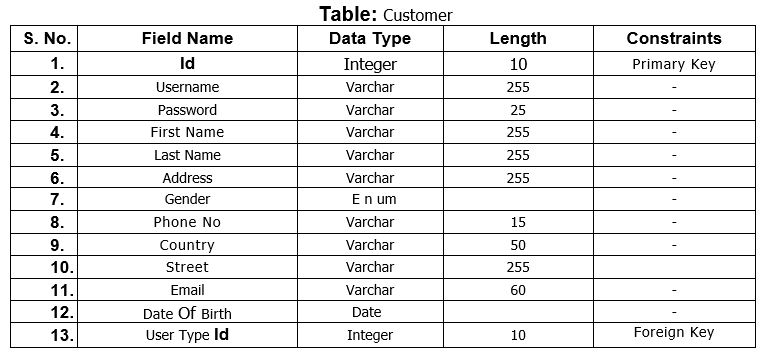 Table: Customer
S. No. Field Name Data Type Length Constraints
1. Id Integer 10 Primary Key
2. Username Varchar 255 -
3. Password Varchar 25 -
4. First Name Varchar 255 -
5. Last Name Varchar 255 -
6. Address Varchar 255 -
7. Gender E n um -
8. Phone No Varchar 15 -
9. Country Varchar 50 -
10. Street Varchar 255
11. Email Varchar 60 -
12. Date Of Birth Date -
13. User Type Id Integer 10 Foreign Key